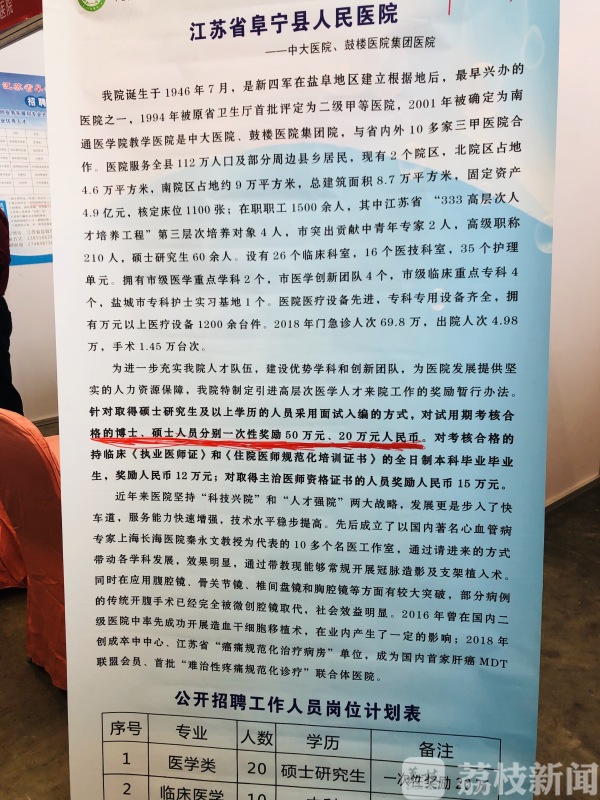 江苏省阜宁县人民医院
——中大医院、鼓楼医院集团医院
我院诞生于1946年7月，是新四军在盐阜地区建立根据地后，最早兴办的
医院之一，1994年被原省卫生厅首批评定为二级甲等医院，2001年被确定为南
通医学院教学医院是中大医院、鼓楼医院集团院，与省内外10多家三甲医院合
作。医院服务全县112万人口及部分周边县乡居民，现有2个院区，北院区占地
4.6万平方米，南院区占地约9万平方米，总建筑面积8.7万平方米，固定资产
4.9亿元，核定床位1100张；在职职工1500余人，其中江苏省“333高层次人
才培养工程”第三层次培养对象4人，市突出贡献中青年专家2人，高级职称
210人，硕士研究生60余人。设有26个临床科室，16个医技科室，35个护理
单元。拥有市级医学重点学科2个，市医学创新团队4个，市级临床重点专科4
个，盐城市专科护士实习基地1个。医院医疗设备先进，专科专用设备齐全，拥
有万元以上医疗设备1200余台件。2018年门急诊人次69.8万，出院人次4.98
万，手术1.45万台次。
为进一步充实我院人才队伍，建设优势学科和创新团队，为医院发展提供坚
实的人力资源保障，我院特制定引进高层次医学人才来院工作的奖励暂行办法。
针对取得硕士研究生及以上学历的人员采用面试入编的方式，对试用期考核合
格的博士、硕士人员分别一次性奖励50万元、20万元人民币。对考核合格的
持临床《执业医师证》和《住院医师规范化培训证书》的全日制本科毕业毕业
生，奖励人民币12万元；对取得主治医师资格证书的人员奖励人民币15万元。
近年来医院坚持“科技兴院”和“人才强院”两大战略，发展更是步入了快
车道，服务能力快速增强，技术水平稳步提高。先后成立了以国内著名心血管病
专家上海长海医院秦永文教授为代表的10多个名医工作室，通过请进来的方式
带动各学科发展，效果明显，通过带教现能够常规开展冠脉造影及支架植入术。
同时在应用腹腔镜、骨关节镜、椎间盘镜和胸腔镜等方面有较大突破，部分病例
的传统开腹手术已经完全被微创腔镜取代，社会效益明显。2016年曾在国内二
级医院中率先成功开展造血干细胞移植术，在业内产生了一定的影响；2018年
创成卒中中心、江苏省“癌痛规范化治疗病房”单位，成为国内首家肝癌MDT
联盟会员、首批“难治性疼痛规范化诊疗”联合体医院。
公开招聘工作人员岗位计划表
序号 专业 人数 学历 备注
1 医学类 20 硕士研究生 一次性奖励20万
2 临床医学 10
荔枝新闻
江苏省阜
招聘